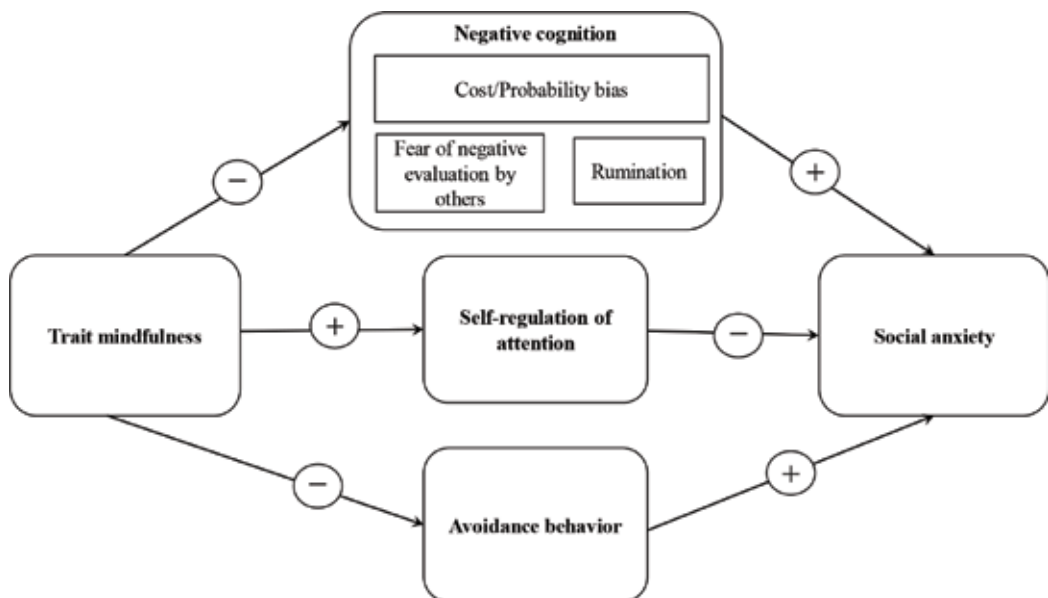 Negative cognition
Cost/Probability bias
Fear of negative
evaluation by
others
Rumination
−
+
Trait mindfulness
+
Self-regulation of
attention
−
Social anxiety
−
Avoidance behavior
+